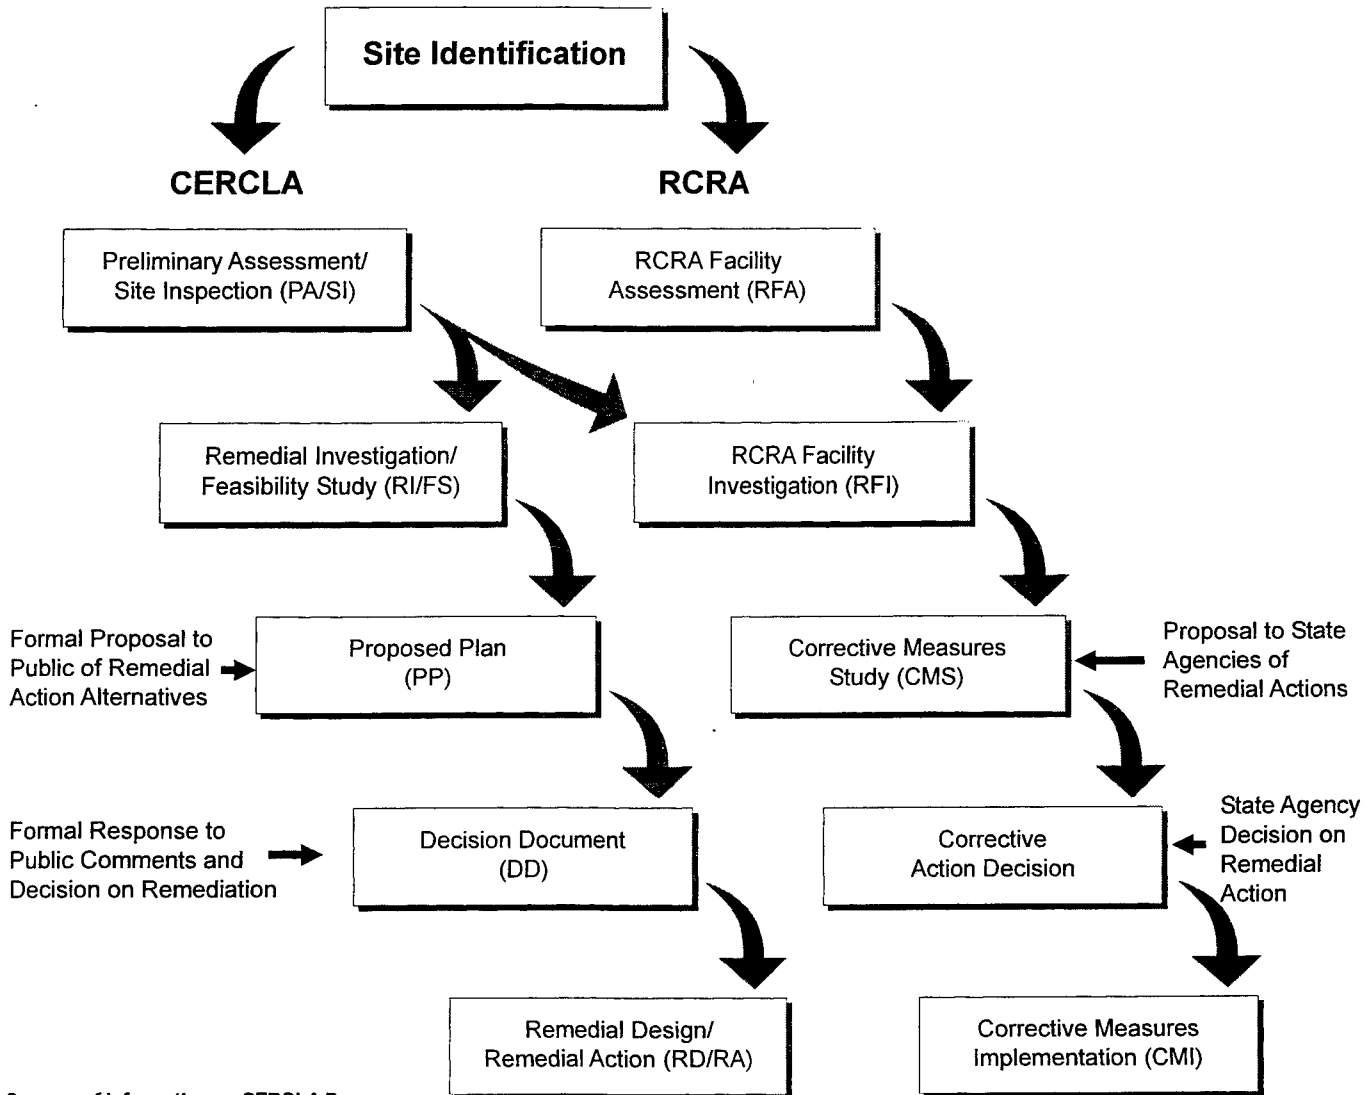 Site Identification
CERCLA
RCRA
Preliminary Assessment/
Site Inspection (PA/SI)
RCRA Facility
Assessment (RFA)
Remedial Investigation/
Feasibility Study (RI/FS)
RCRA Facility
Investigation (RFI)
Formal Proposal to
Public of Remedial
Action Alternatives
Proposed Plan
(PP)
Corrective Measures
Study (CMS)
Proposal to State
Agencies of
Remedial Actions
Formal Response to
Public Comments and
Decision on Remediation
Decision Document
(DD)
Corrective
Action Decision
State Agency
Decision on
Remedial
Action
Remedial Design/
Remedial Action (RD/RA)
Corrective Measures
Implementation (CMI)